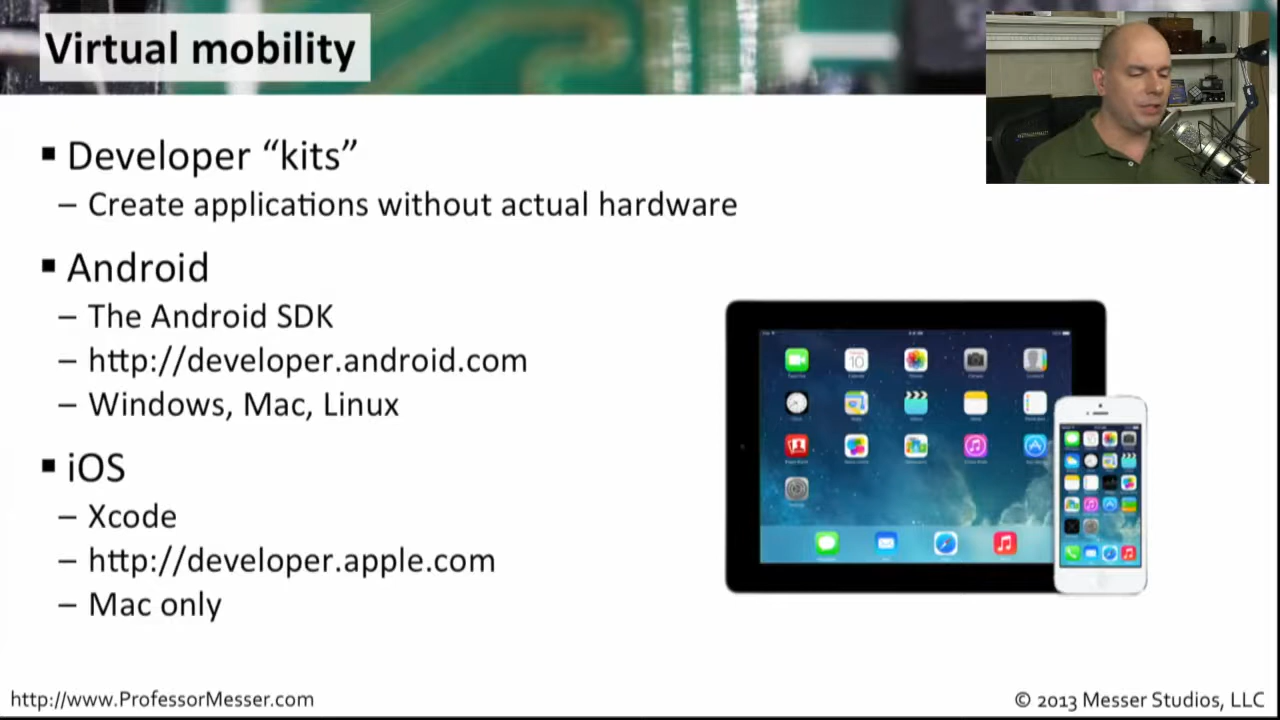 Virtual mobility
▪ Developer “kits”
– Create applications without actual hardware
▪ Android
– The Android SDK
– http://developer.android.com
– Windows, Mac, Linux
▪ iOS
– Xcode
– http://developer.apple.com
– Mac only
http://www.ProfessorMesser.com
© 2013 Messer Studios, LLC